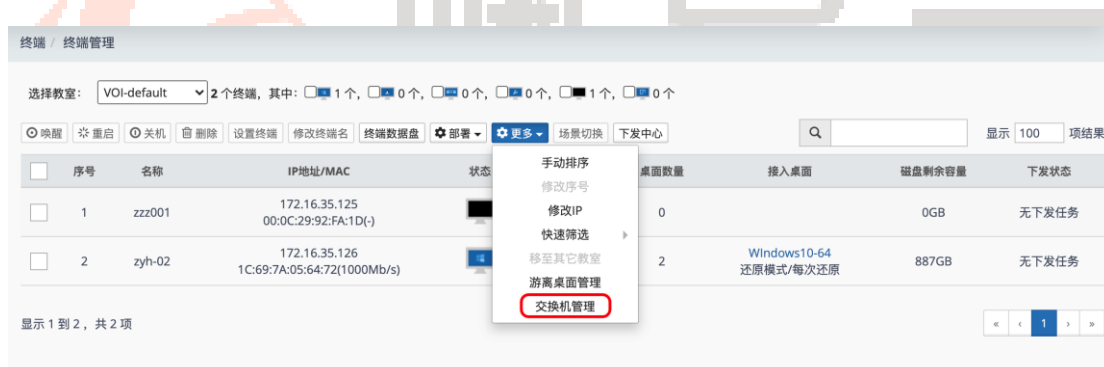 终端 / 终端管理
选择教室： VOI-default 2 个终端，其中： 1 个， 0 个， 0 个， 0 个， 1 个， 0 个
唤醒 重启 关机 删除 设置终端 修改终端名 终端数据盘 部署 更多 场景切换 下发中心 显示 100 项结果
序号 名称 IP地址/MAC 状态 桌面数量 接入桌面 磁盘剩余容量 下发状态
1 zzz001 172.16.35.125 0 0GB 无下发任务
00:0C:29:92:FA:1D(-)
2 zyh-02 172.16.35.126 2 WIndows10-64 887GB 无下发任务
1C:69:7A:05:64:72(1000Mb/s) 还原模式/每次还原
手动排序
修改序号
修改IP
快速筛选
移至其它教室
游离桌面管理
交换机管理
显示 1 到 2 ，共 2 项
« ‹ 1 › »